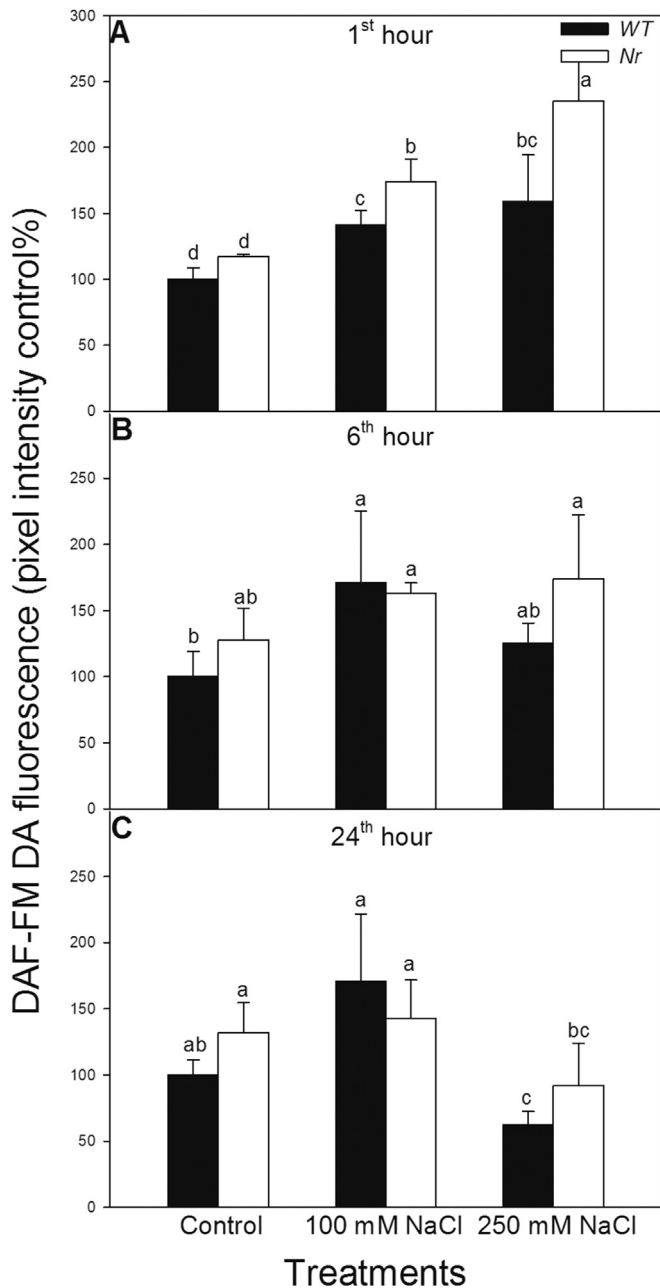 DAF-FM DA fluorescence (pixel intensity control%)
A
1st hour
WT
Nr
300
250
200
150
100
50
0
d
d
c
b
bc
a
B
6th hour
250
200
150
100
50
0
b
ab
a
a
ab
a
C
24th hour
250
200
150
100
50
0
ab
a
a
a
c
bc
Control 100 mM NaCl 250 mM NaCl
Treatments